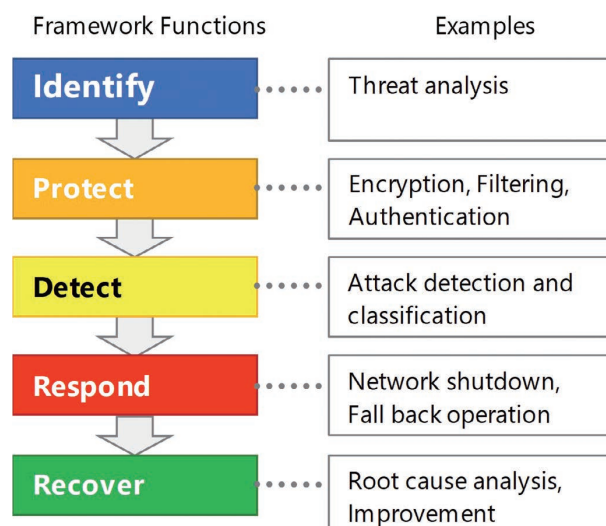 Framework Functions
Examples
Identify
Threat analysis
Protect
Encryption, Filtering,
Authentication
Detect
Attack detection and
classification
Respond
Network shutdown,
Fall back operation
Recover
Root cause analysis,
Improvement